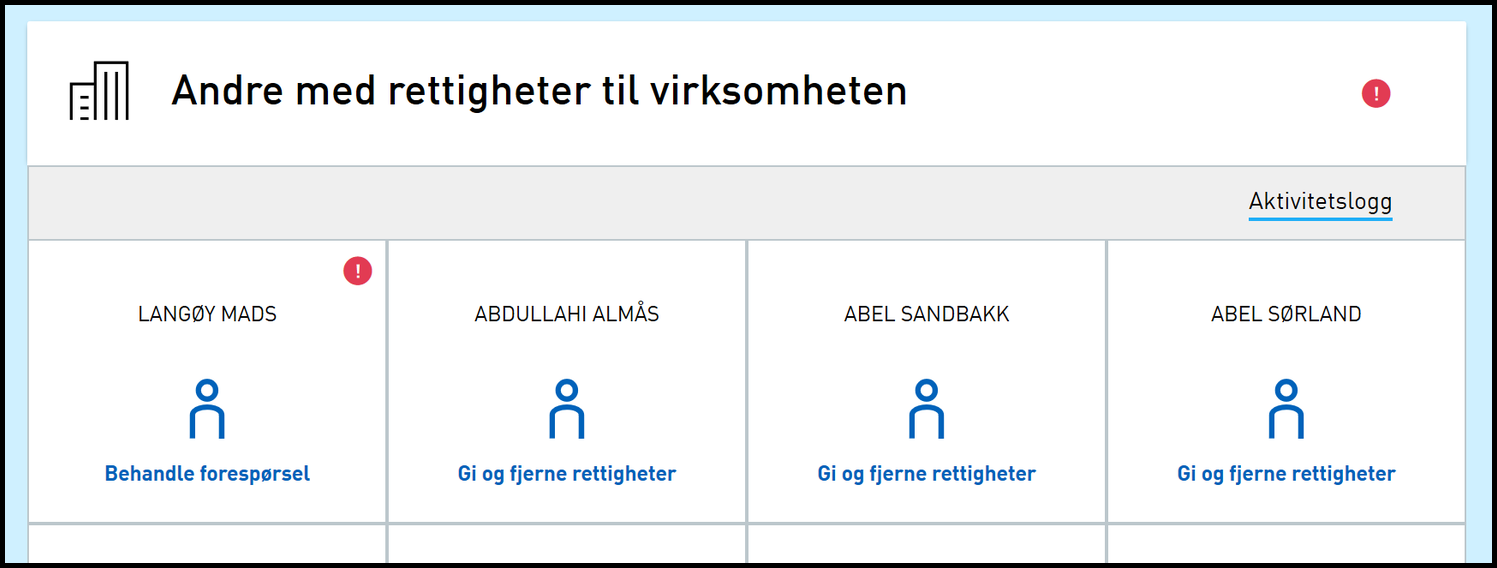 Andre med rettigheter til virksomheten
!
Aktivitetslogg
!
LANGØY MADS
ABDULLAHI ALMÅS
ABEL SANDBAKK
ABEL SØRLAND
Behandle forespørsel
Gi og fjerne rettigheter
Gi og fjerne rettigheter
Gi og fjerne rettigheter